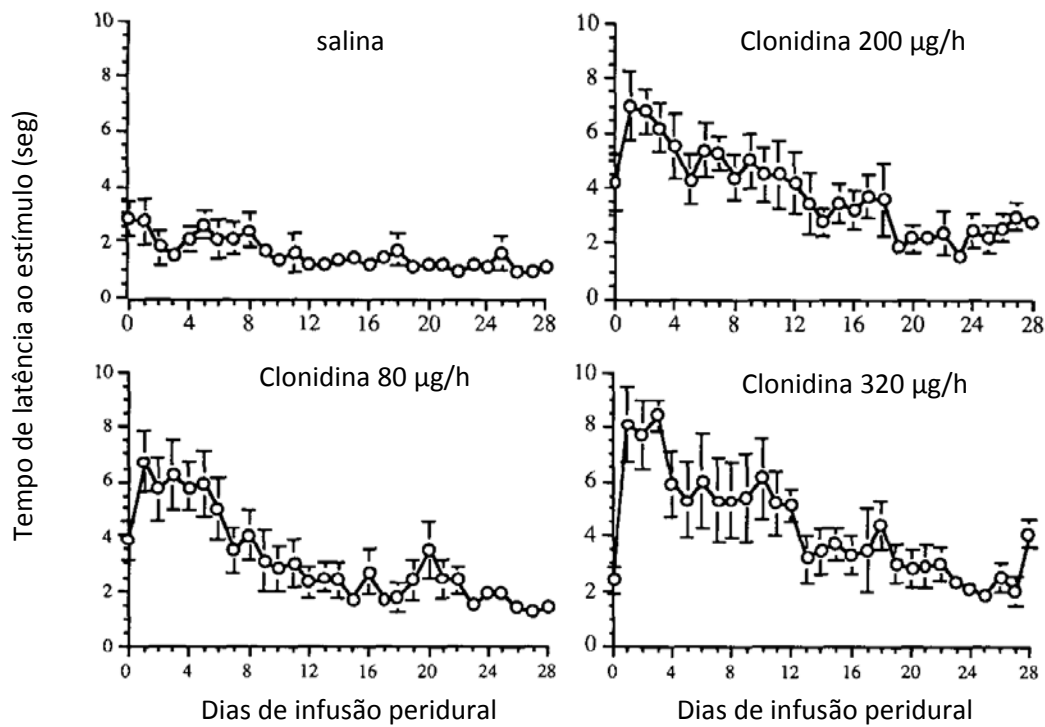 Tempo de latência ao estímulo (seg)
salina
10
8
6
4
2
0
0 4 8 12 16 20 24 28
Clonidina 200 µg/h
10
8
6
4
2
0
0 4 8 12 16 20 24 28
Clonidina 80 µg/h
10
8
6
4
2
0
0 4 8 12 16 20 24 28
Dias de infusão peridural
Clonidina 320 µg/h
10
8
6
4
2
0
0 4 8 12 16 20 24 28
Dias de infusão peridural